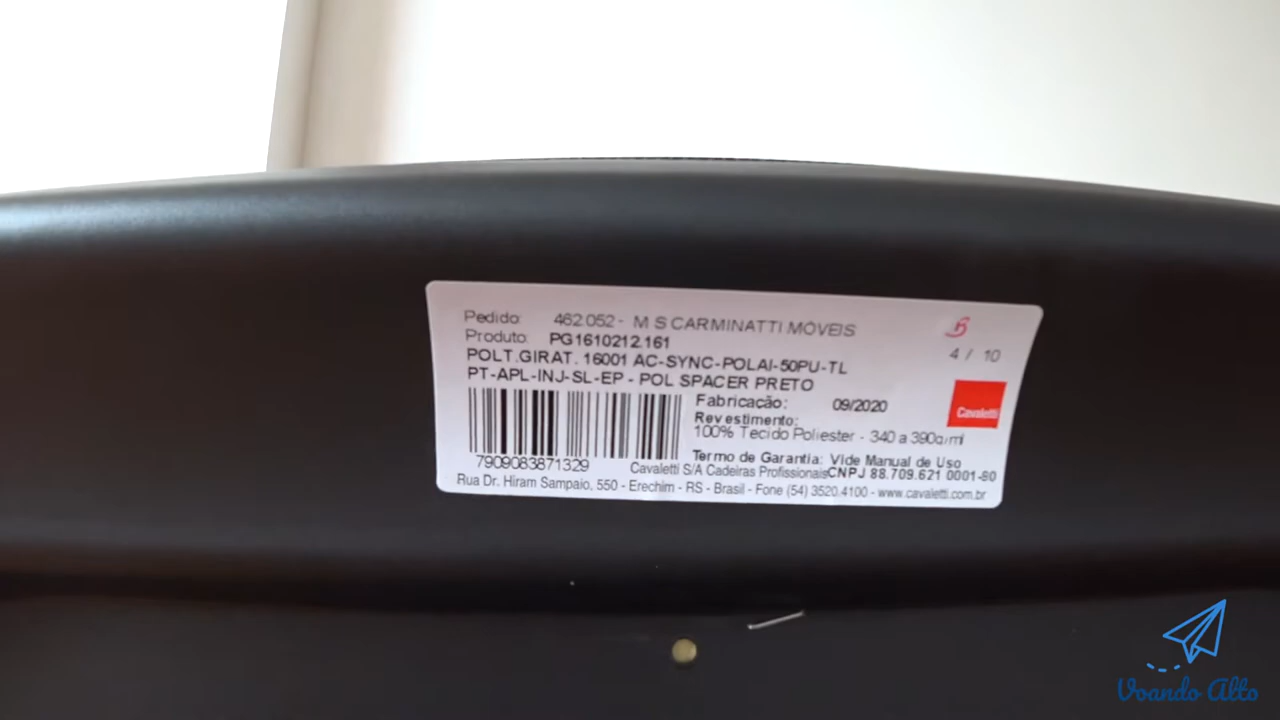 Pedido: 462.052 - M S CARMINATTI MÓVEIS
Produto: PG1610212.161
POLT.GIRAT. 16001 AC-SYNC-POLAI-50PU-TL
PT-APL-INJ-SL-EP - POL SPACER PRETO
4 / 10
Cavaletti
Fabricação: 09/2020
Revestimento:
100% Tecido Poliester - 340 a 390g/ml
Termo de Garantia: Vide Manual de Uso
7909083871329
Cavaletti S/A Cadeiras Profissionais CNPJ 88.709.621 0001-80
Rua Dr. Hiram Sampaio, 550 - Erechim - RS - Brasil - Fone (54) 3520.4100 - www.cavaletti.com.br
Voando Alto